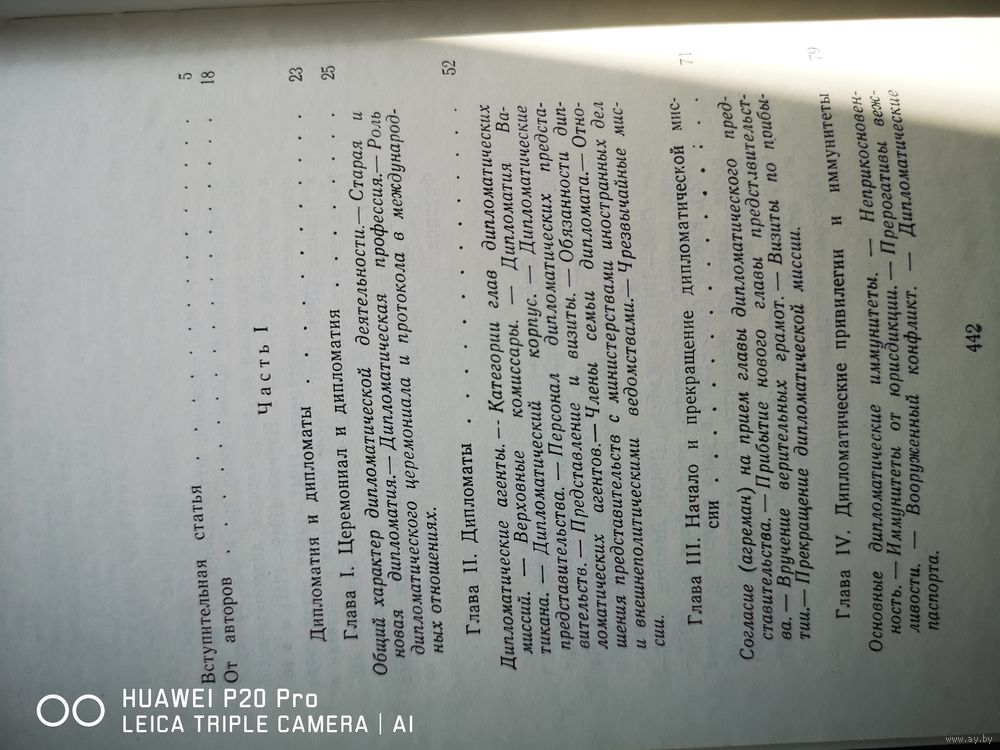 Вступительная статья . . . . . . . . . . . . . . 5
От авторов . . . . . . . . . . . . . . . . . 18
Часть I
Дипломатия и дипломаты . . . . . . . . . . . 23
Глава I. Церемониал и дипломатия . . . . . . . . 25
Общий характер дипломатической деятельности.— Старая и
новая дипломатия.— Дипломатическая профессия.— Роль
дипломатического церемониала и протокола в международ-
ных отношениях.
Глава II. Дипломаты . . . . . . . . . . . . . 52
Дипломатические агенты.-- Категории глав дипломатических
миссий. — Верховные комиссары. — Дипломатия Ва-
тикана. — Дипломатический корпус. — Дипломатические
представительства.— Персонал дипломатических предста-
вительств.— Представление и визиты.— Обязанности дип-
ломатических агентов.— Члены семьи дипломата.— Отно-
шения представительств с министерствами иностранных дел
и внешнеполитическими ведомствами.— Чрезвычайные мис-
сии.
Глава III. Начало и прекращение дипломатической мис-
сии . . . . . . . . . . . . . . : . . 71
Согласие (агреман) на прием главы дипломатического пред-
ставительства.— Прибытие нового главы представительст-
ва.— Вручение верительных грамот.— Визиты по прибы-
тии.— Прекращение дипломатической миссии.
Глава IV. Дипломатические привилегии и иммунитеты 79
Основные дипломатические иммунитеты. — Неприкосновен-
ность.— Иммунитеты от юрисдикции.— Прерогативы веж-
ливости. — Вооруженный конфликт. — Дипломатические
паспорта.
442
HUAWEI P20 Pro
LEICA TRIPLE CAMERA | AI
www.ay.by